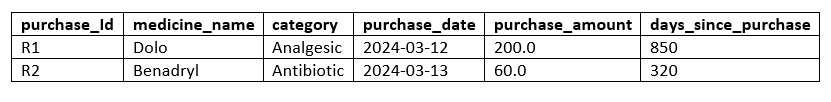 purchase_Id medicine_name category purchase_date purchase_amount days_since_purchase
R1 Dolo Analgesic 2024-03-12 200.0 850
R2 Benadryl Antibiotic 2024-03-13 60.0 320